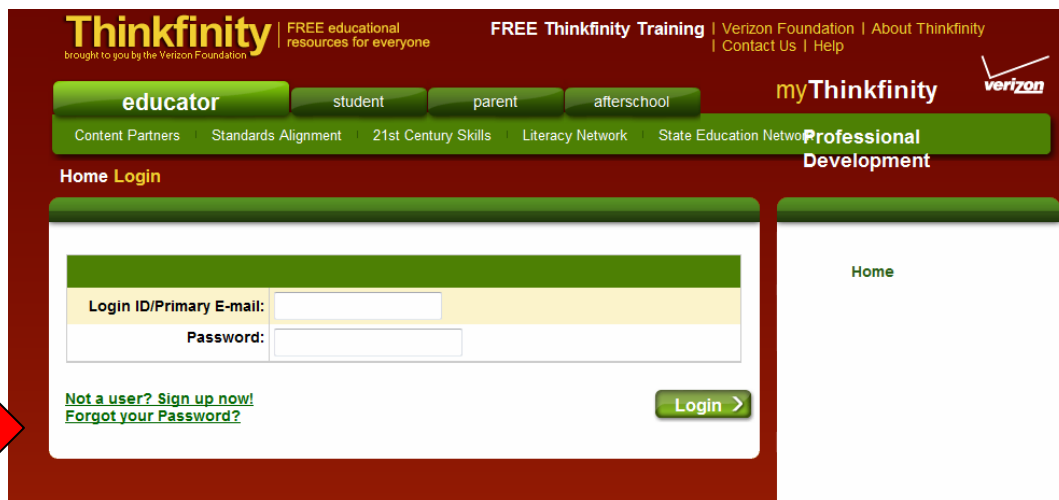 Thinkfinity
brought to you by the Verizon Foundation
FREE educational
resources for everyone
FREE Thinkfinity Training | Verizon Foundation | About Thinkfinity
| Contact Us | Help
educator student parent afterschool
myThinkfinity
verizon
Content Partners | Standards Alignment | 21st Century Skills | Literacy Network | State Education Network
Professional
Development
Home Login
Home
Login ID/Primary E-mail:
Password:
Not a user? Sign up now!
Forgot your Password?
Login >